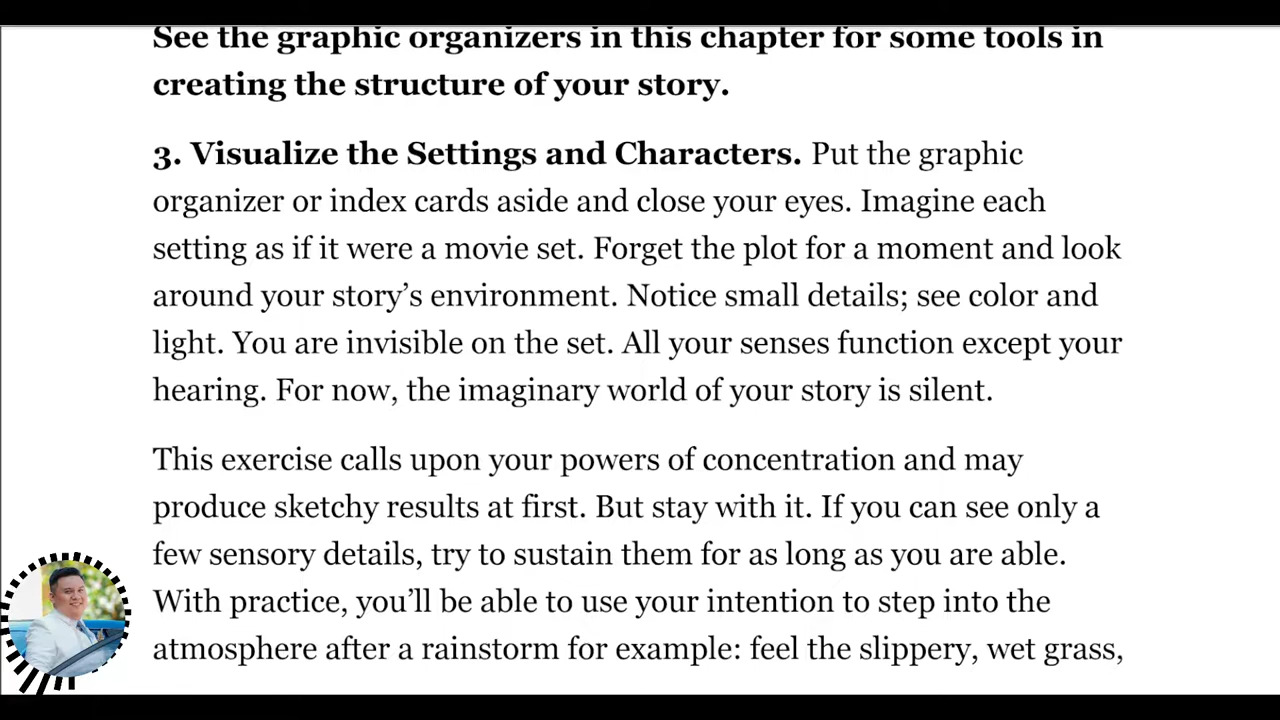 See the graphic organizers in this chapter for some tools in
creating the structure of your story.
3. Visualize the Settings and Characters. Put the graphic
organizer or index cards aside and close your eyes. Imagine each
setting as if it were a movie set. Forget the plot for a moment and look
around your story’s environment. Notice small details; see color and
light. You are invisible on the set. All your senses function except your
hearing. For now, the imaginary world of your story is silent.
This exercise calls upon your powers of concentration and may
produce sketchy results at first. But stay with it. If you can see only a
few sensory details, try to sustain them for as long as you are able.
With practice, you’ll be able to use your intention to step into the
atmosphere after a rainstorm for example: feel the slippery, wet grass,